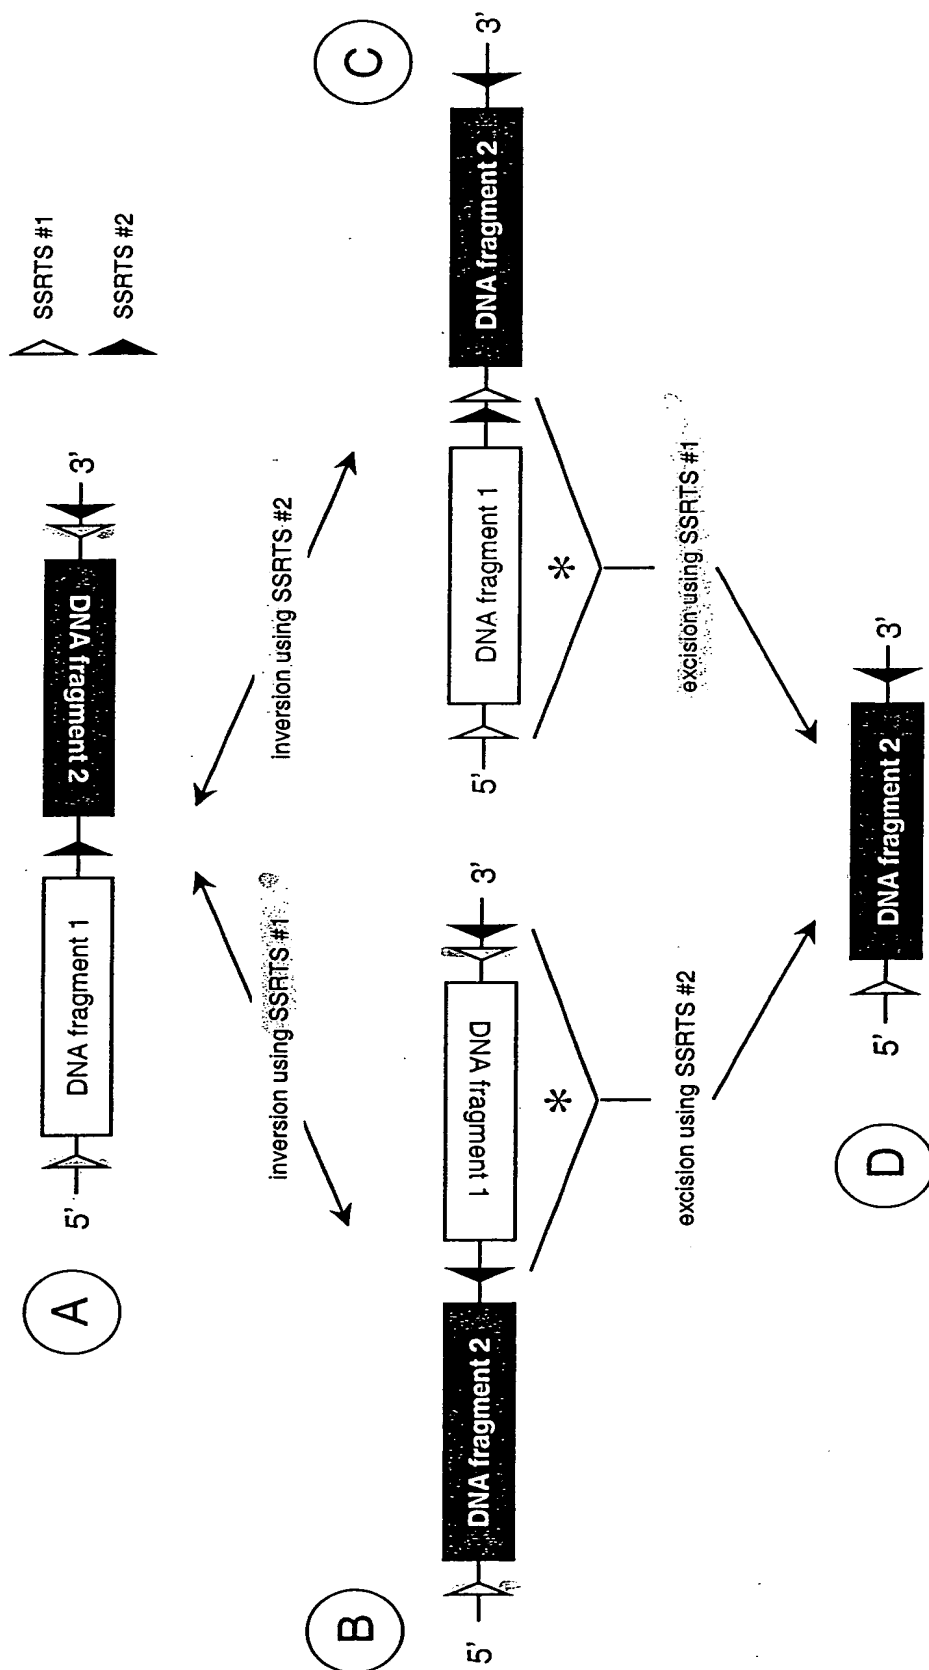 SSRTS #1
SSRTS #2
A
5'
DNA fragment 1
DNA fragment 2
3'
inversion using SSRTS #1
inversion using SSRTS #2
B
5'
DNA fragment 2
DNA fragment 1
3'
*
excision using SSRTS #2
C
5'
DNA fragment 1
DNA fragment 2
3'
*
excision using SSRTS #1
D
5'
DNA fragment 2
3'